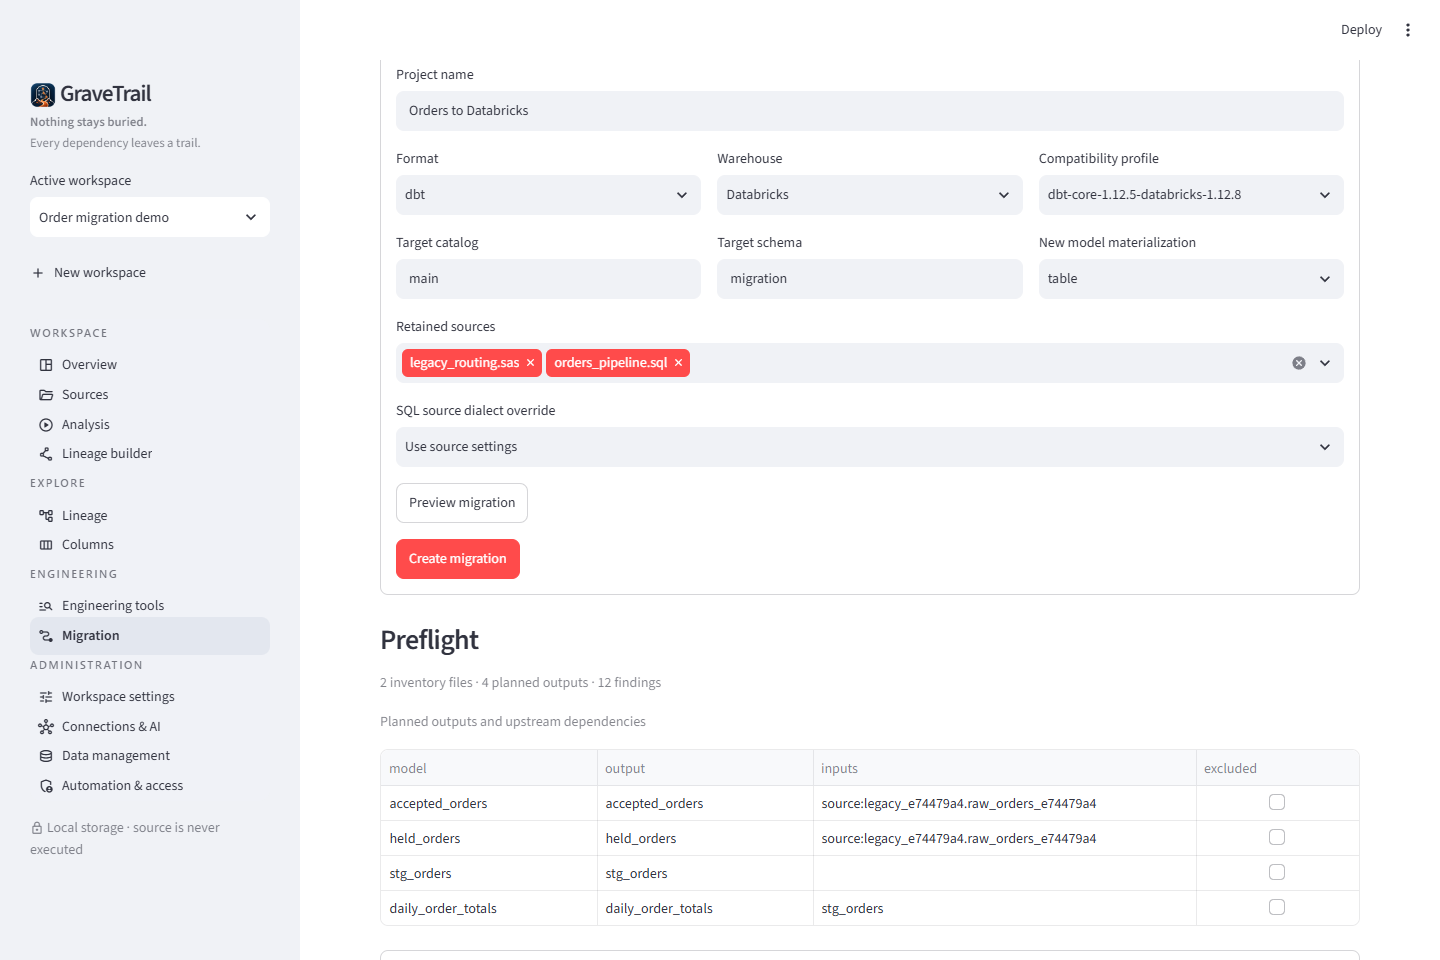 Deploy
GraveTrail
Nothing stays buried.
Every dependency leaves a trail.
Active workspace
Order migration demo
New workspace
WORKSPACE
Overview
Sources
Analysis
Lineage builder
EXPLORE
Lineage
Columns
ENGINEERING
Engineering tools
Migration
ADMINISTRATION
Workspace settings
Connections & AI
Data management
Automation & access
Local storage · source is never
executed
Project name
Orders to Databricks
Format Warehouse Compatibility profile
dbt Databricks dbt-core-1.12.5-databricks-1.12.8
Target catalog Target schema New model materialization
main migration table
Retained sources
legacy_routing.sas orders_pipeline.sql
SQL source dialect override
Use source settings
Preview migration
Create migration
Preflight
2 inventory files · 4 planned outputs · 12 findings
Planned outputs and upstream dependencies
model output inputs excluded
accepted_orders accepted_orders source:legacy_e74479a4.raw_orders_e74479a4
held_orders held_orders source:legacy_e74479a4.raw_orders_e74479a4
stg_orders stg_orders
daily_order_totals daily_order_totals stg_orders